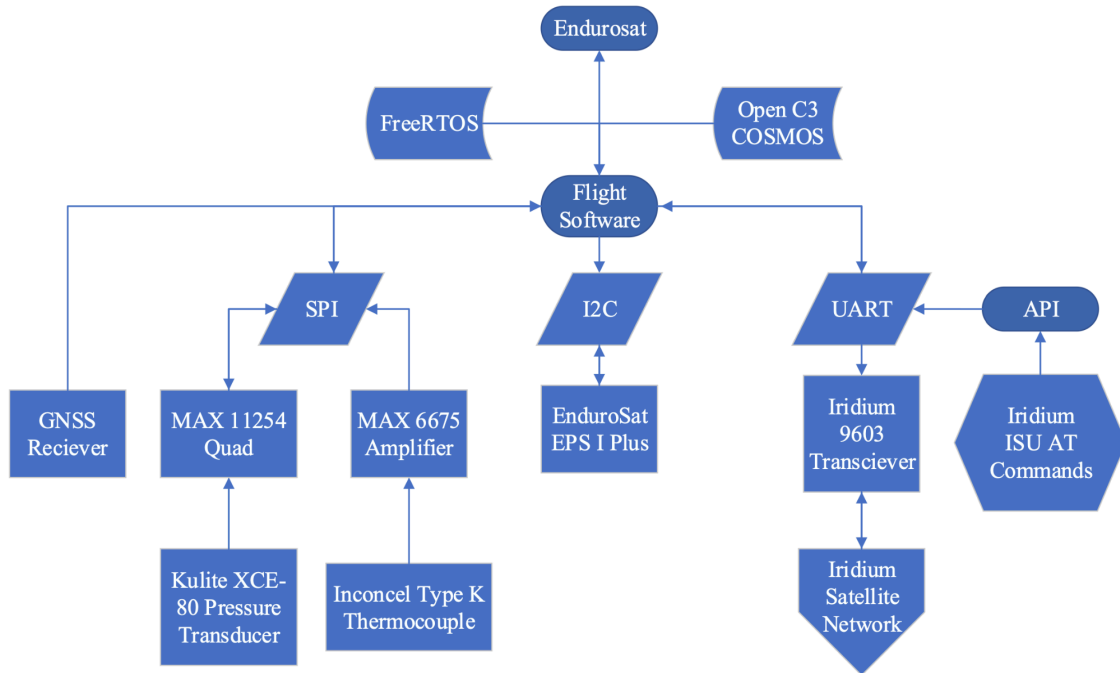 Endurosat
FreeRTOS
Open C3
COSMOS
Flight
Software
SPI
I2C
UART
API
GNSS
Reciever
MAX 11254
Quad
MAX 6675
Amplifier
EnduroSat
EPS I Plus
Iridium
9603
Transciever
Iridium
ISU AT
Commands
Kulite XCE-
80 Pressure
Transducer
Inconcel Type K
Thermocouple
Iridium
Satellite
Network